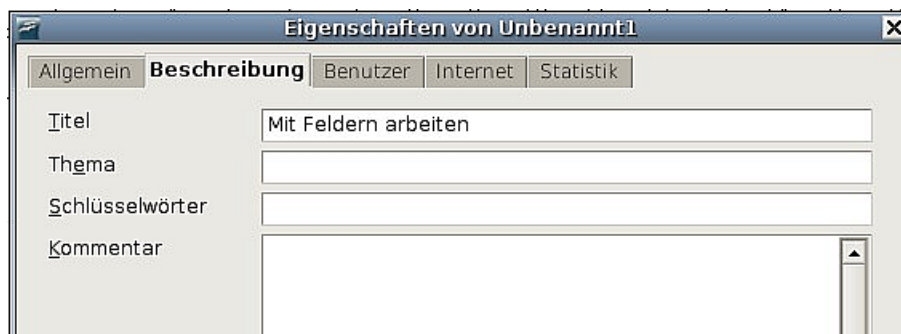 Eigenschaften von Unbenannt1
Allgemein Beschreibung Benutzer Internet Statistik
Titel Mit Feldern arbeiten
Thema
Schlüsselwörter
Kommentar